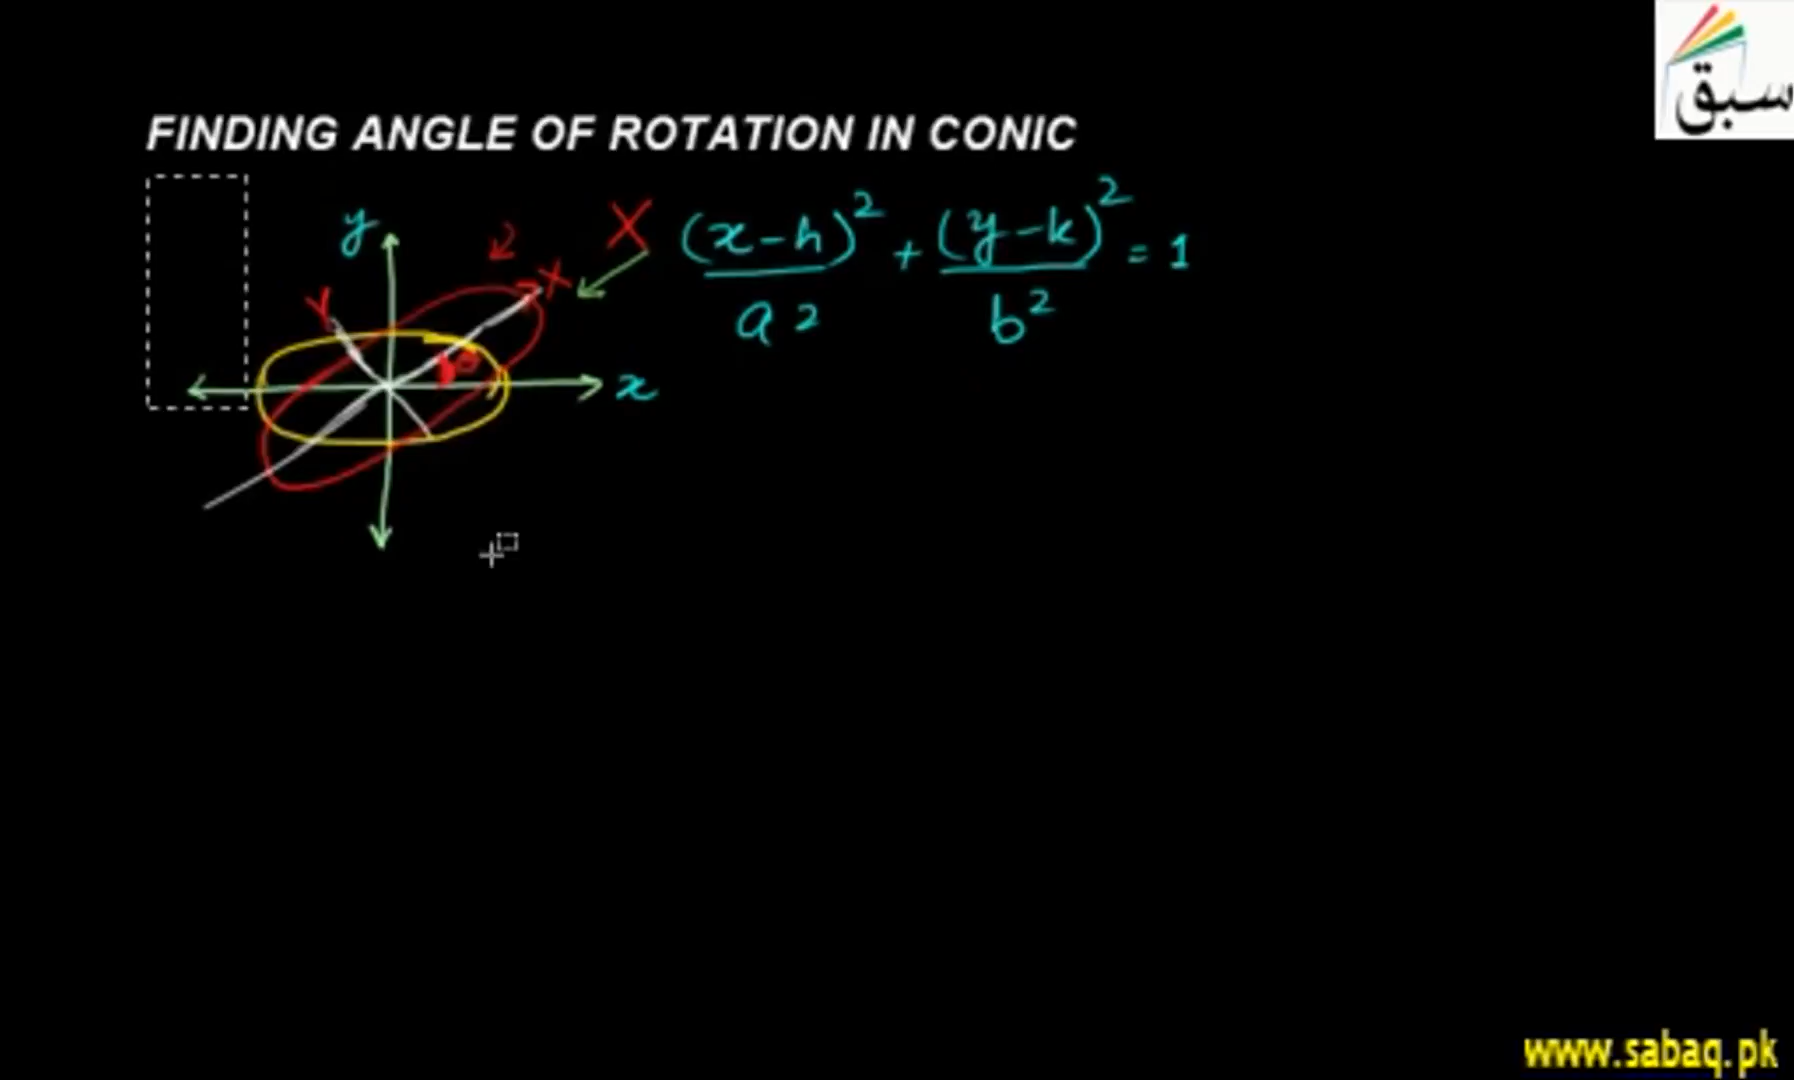 سبق
FINDING ANGLE OF ROTATION IN CONIC
y
X
Y
X
θ
x
(x-h)² / a² + (y-k)² / b² = 1
www.sabaq.pk